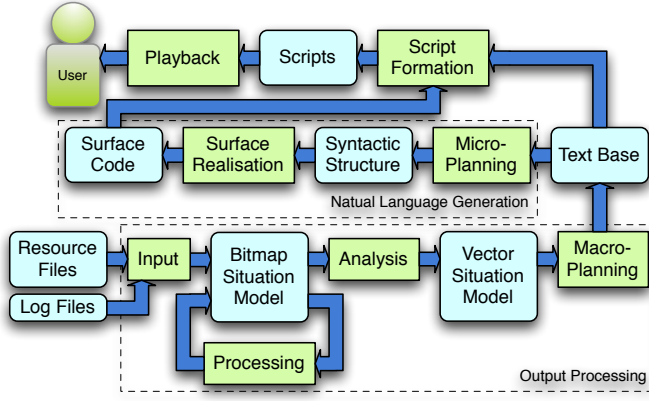 User
Playback
Scripts
Script
Formation
Surface
Code
Surface
Realisation
Syntactic
Structure
Micro-
Planning
Text Base
Natual Language Generation
Resource
Files
Log Files
Input
Bitmap
Situation
Model
Analysis
Vector
Situation
Model
Macro-
Planning
Processing
Output Processing